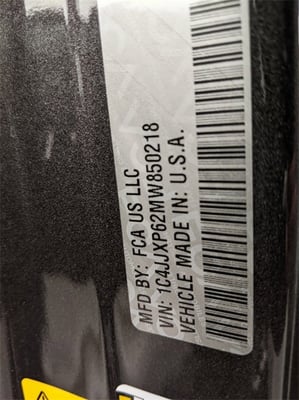 MFD BY: FCA US LLC
VIN: 1C4JJXP62MW850218
VEHICLE MADE IN: U.S.A.